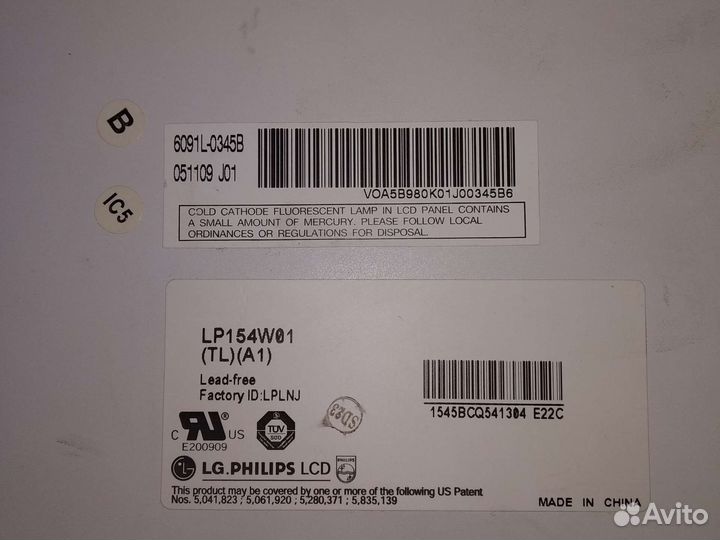 B
IC5
6091L-0345B
051109 J01
VOA5B980K01J00345B6
COLD CATHODE FLUORESCENT LAMP IN LCD PANEL CONTAINS
A SMALL AMOUNT OF MERCURY. PLEASE FOLLOW LOCAL
ORDINANCES OR REGULATIONS FOR DISPOSAL.
LP154W01
(TL)(A1)
Lead-free
Factory ID:LPLNJ
C RU US
E200909
TÜV
SÜD
SD23
1545BCQ541304 E22C
LG.PHILIPS LCD
PHILIPS
This product may be covered by one or more of the following US Patent
Nos. 5,041,823 ; 5,061,920 ; 5,280,371 ; 5,835,139
MADE IN CHINA
Avito